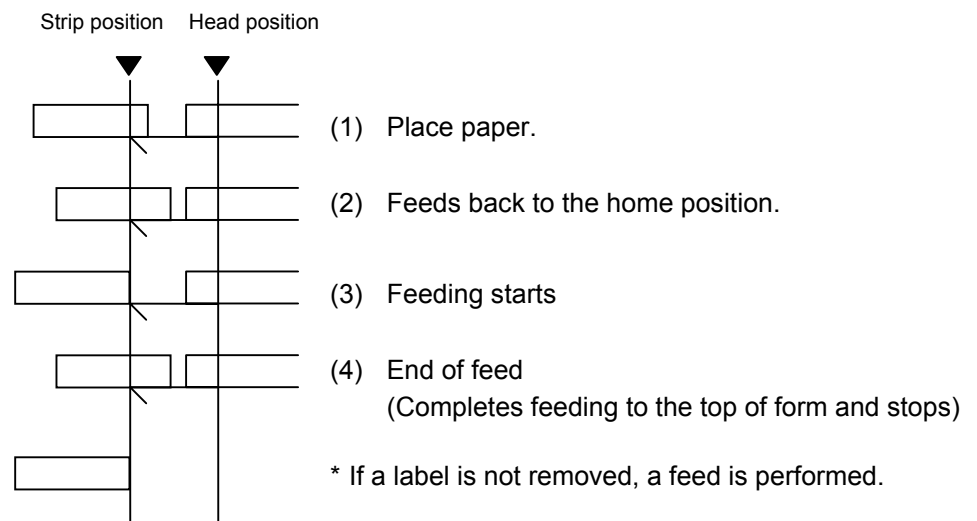 Strip position Head position
(1) Place paper.
(2) Feeds back to the home position.
(3) Feeding starts
(4) End of feed
(Completes feeding to the top of form and stops)
* If a label is not removed, a feed is performed.